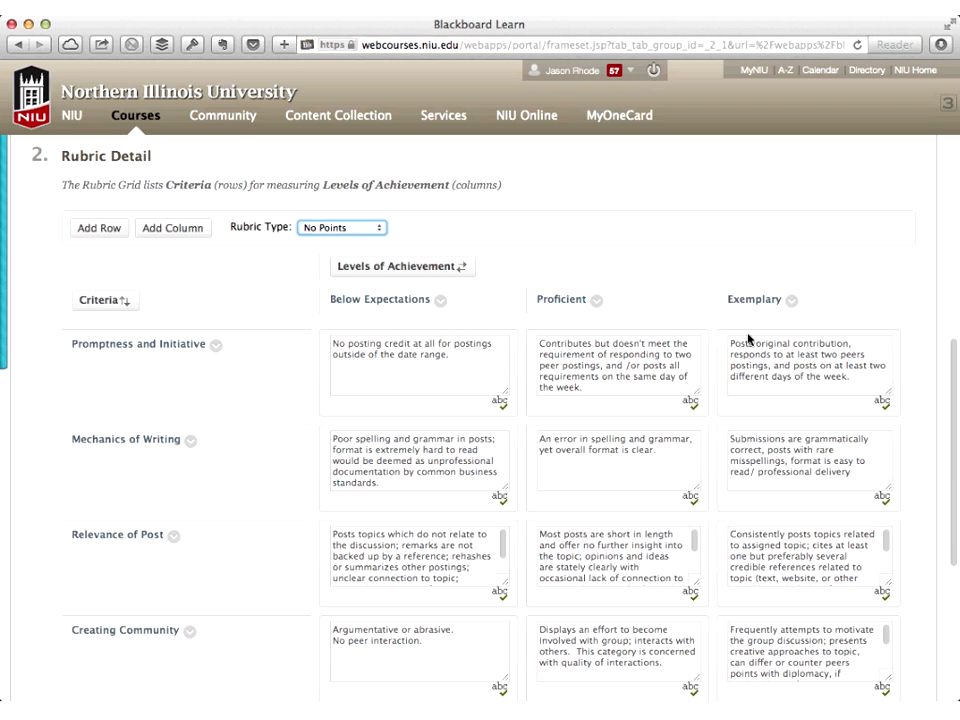 Blackboard Learn
https webcourses.niu.edu/webapps/portal/frameset.jsp?tab_tab_group_id=_2_1&url=%2Fwebapps%2Fbl Reader
Jason Rhode 57
MyNIU A-Z Calendar Directory NIU Home
NIU
Northern Illinois University
3
NIU Courses Community Content Collection Services NIU Online MyOneCard
2. Rubric Detail
The Rubric Grid lists Criteria (rows) for measuring Levels of Achievement (columns)
Add Row Add Column Rubric Type: No Points
Levels of Achievement
Criteria Below Expectations Proficient Exemplary
Promptness and Initiative
No posting credit at all for postings
outside of the date range.
abc
Contributes but doesn't meet the
requirement of responding to two
peer postings, and /or posts all
requirements on the same day of
the week.
abc
original contribution,
responds to at least two peers
postings, and posts on at least two
different days of the week.
abc
Mechanics of Writing
Poor spelling and grammar in posts;
format is extremely hard to read
would be deemed as unprofessional
documentation by common business
standards.
abc
An error in spelling and grammar,
yet overall format is clear.
abc
Submissions are grammatically
correct, posts with rare
misspellings, format is easy to
read/ professional delivery
abc
Relevance of Post
Posts topics which do not relate to
the discussion; remarks are not
backed up by a reference; rehashes
or summarizes other postings;
unclear connection to topic;
abc
Most posts are short in length
and offer no further insight into
the topic; opinions and ideas
are stately clearly with
occasional lack of connection to
abc
Consistently posts topics related
to assigned topic; cites at least
one but preferably several
credible references related to
topic (text, website, or other
abc
Creating Community
Argumentative or abrasive.
No peer interaction.
abc
Displays an effort to become
involved with group; interacts with
others. This category is concerned
with quality of interactions.
abc
Frequently attempts to motivate
the group discussion; presents
creative approaches to topic,
can differ or counter peers
points with diplomacy, if
abc